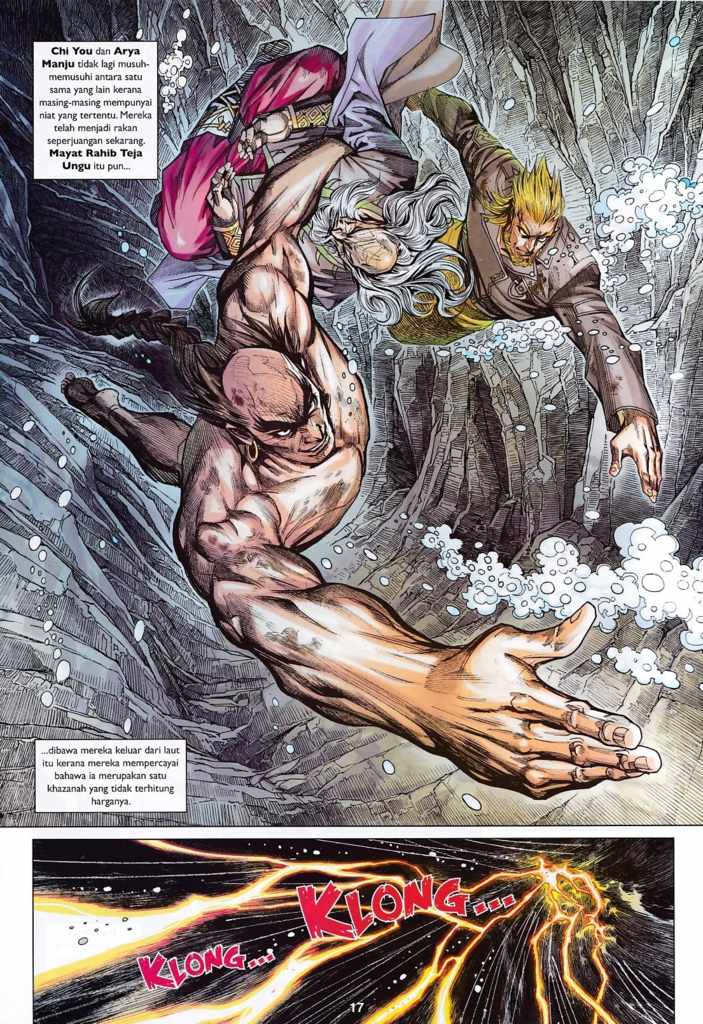 Chi You dan Arya
Manju tidak lagi musuh-
memusuhi antara satu
sama yang lain kerana
masing-masing mempunyai
niat yang tertentu. Mereka
telah menjadi rakan
seperjuangan sekarang.
Mayat Rahib Teja
Ungu itu pun...
...dibawa mereka keluar dari laut
itu kerana mereka mempercayai
bahawa ia merupakan satu
khazanah yang tidak terhitung
harganya.
KLONG...
KLONG...
17